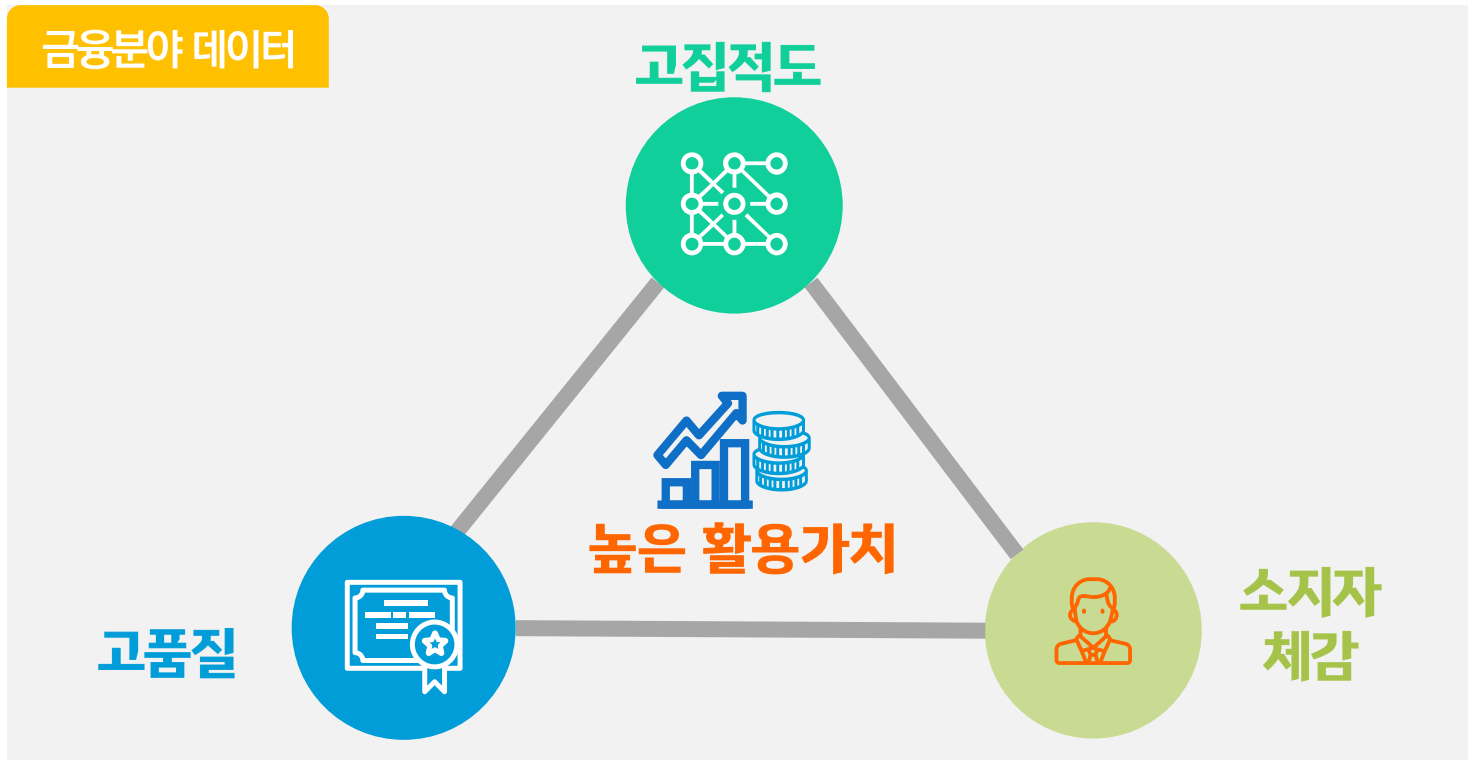 금융분야 데이터
고집적도
높은 활용가치
고품질
소지자
체감